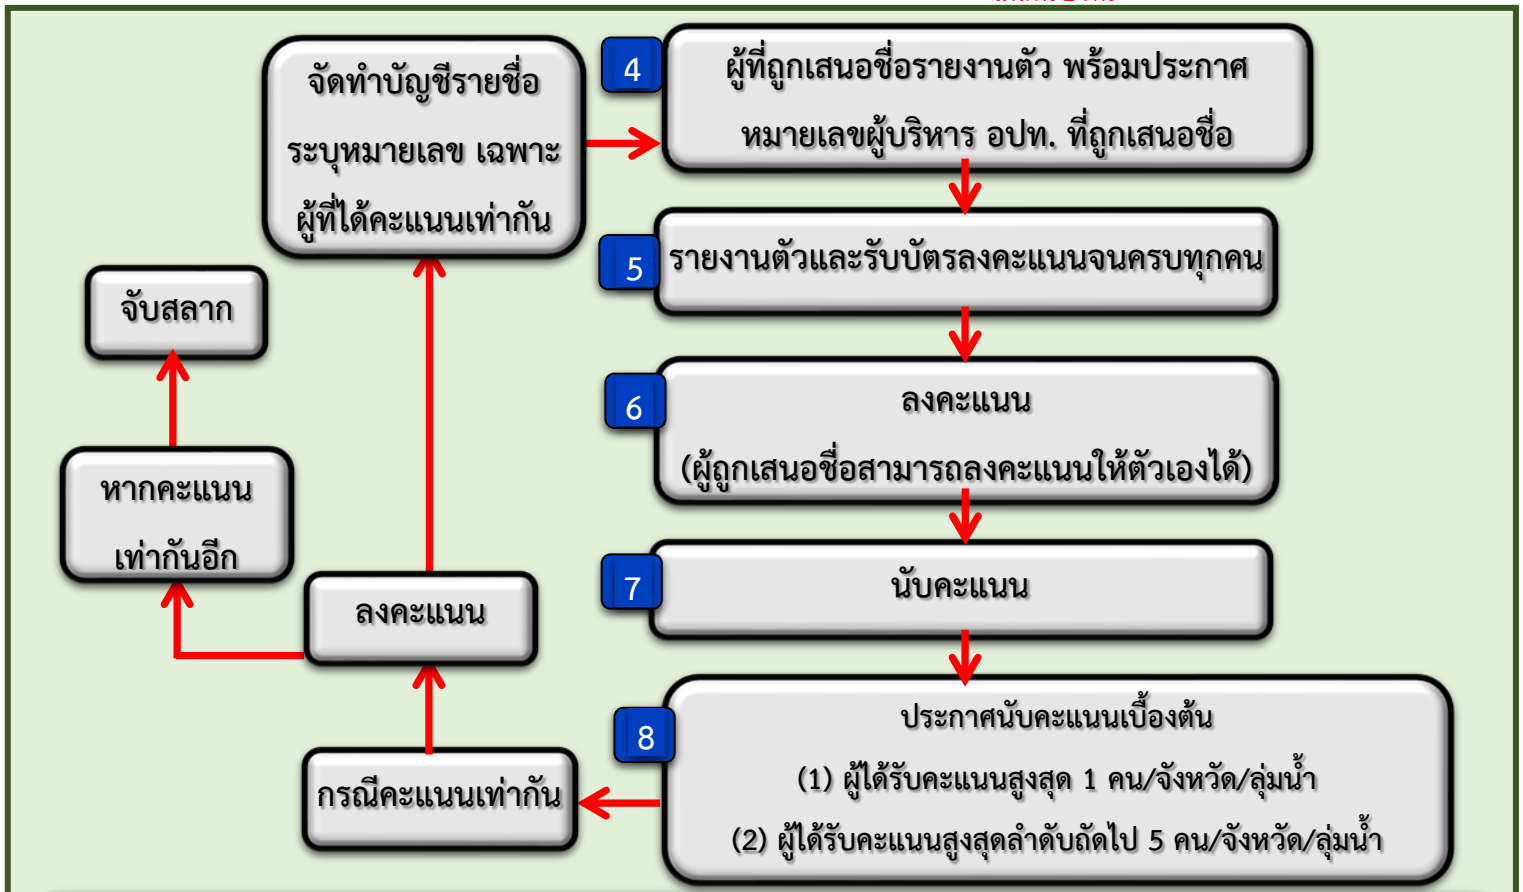 จัดทำบัญชีรายชื่อ
ระบุหมายเลข เฉพาะ
ผู้ที่ได้คะแนนเท่ากัน
4
ผู้ที่ถูกเสนอชื่อรายงานตัว พร้อมประกาศ
หมายเลขผู้บริหาร อปท. ที่ถูกเสนอชื่อ
5
รายงานตัวและรับบัตรลงคะแนนจนครบทุกคน
จับสลาก
6
ลงคะแนน
(ผู้ถูกเสนอชื่อสามารถลงคะแนนให้ตัวเองได้)
หากคะแนน
เท่ากันอีก
7
นับคะแนน
ลงคะแนน
8
ประกาศนับคะแนนเบื้องต้น
(1) ผู้ได้รับคะแนนสูงสุด 1 คน/จังหวัด/ลุ่มน้ำ
(2) ผู้ได้รับคะแนนสูงสุดลำดับถัดไป 5 คน/จังหวัด/ลุ่มน้ำ
กรณีคะแนนเท่ากัน